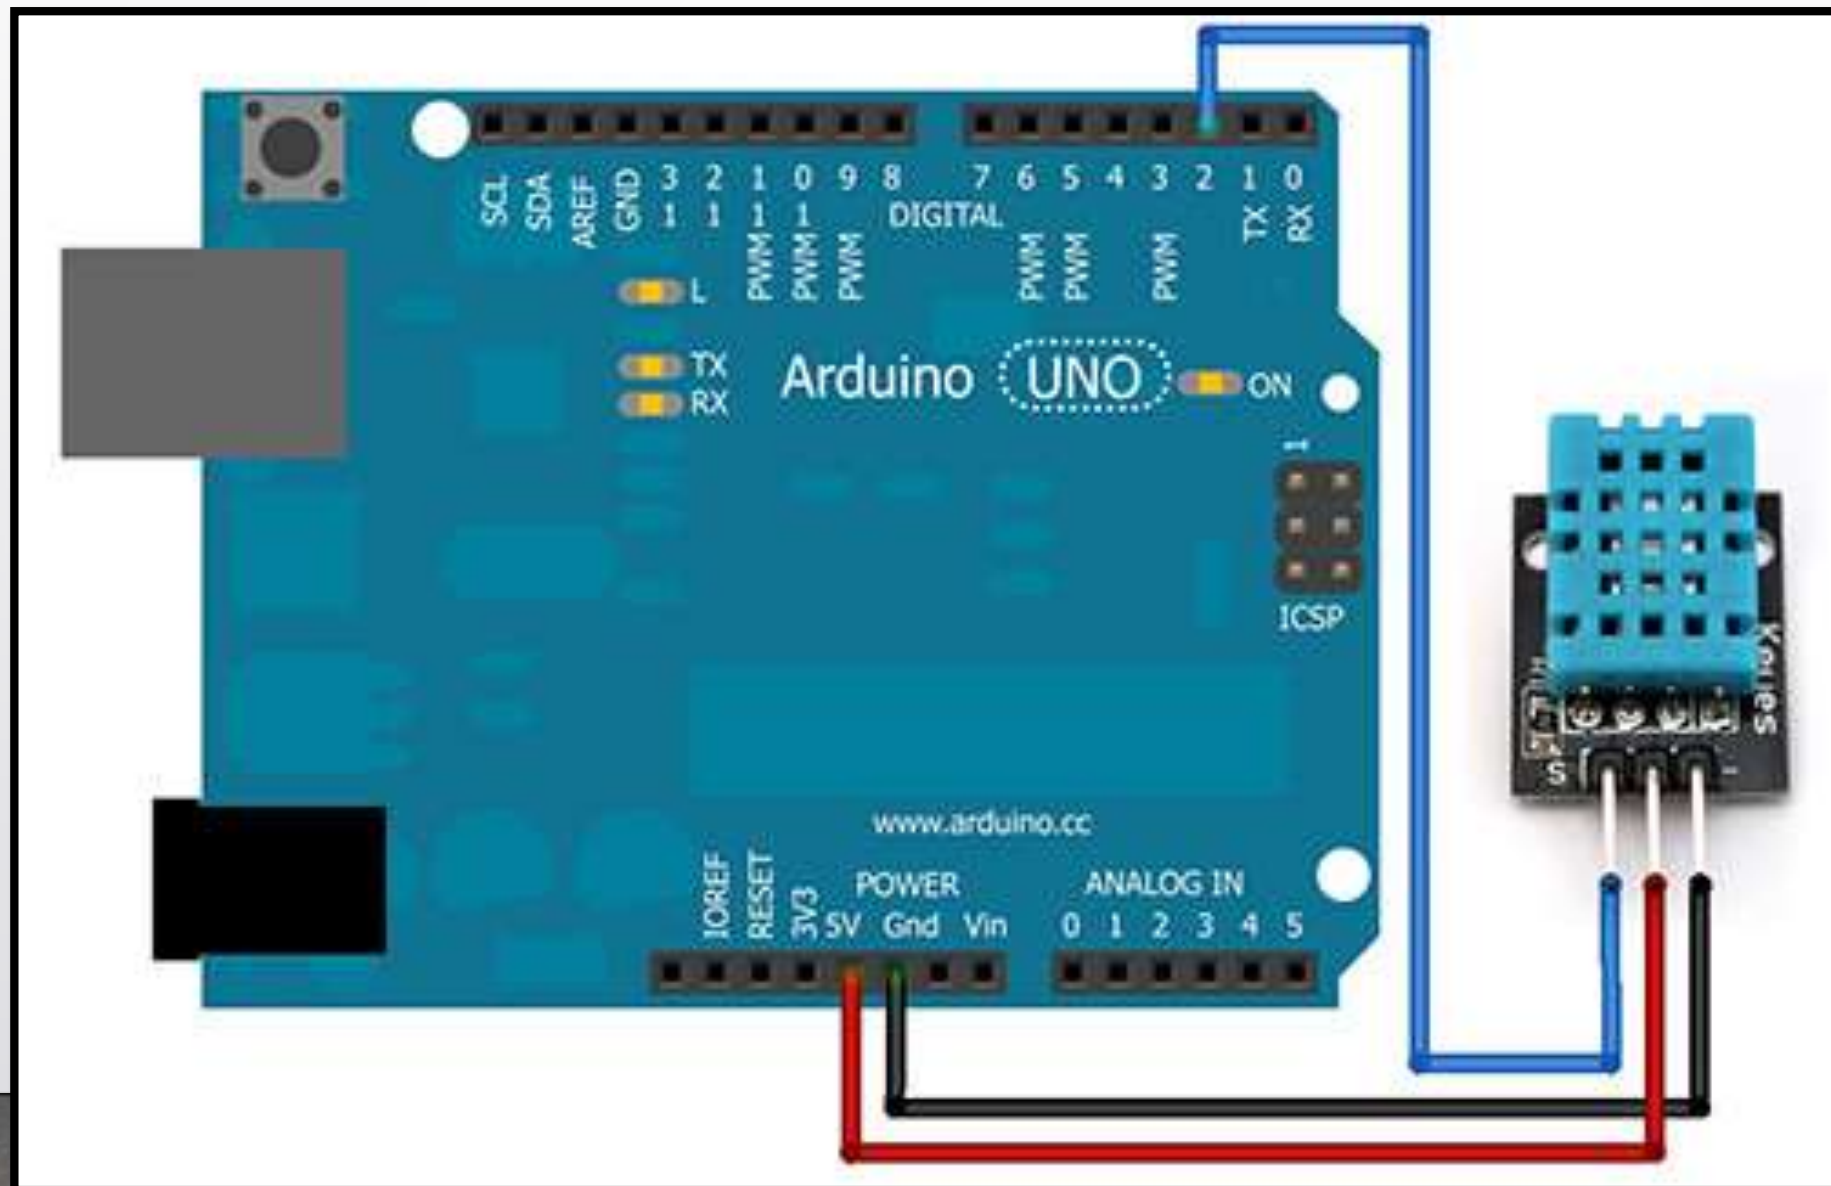 SCL SDA AREF GND 13 12 11 10 9 8 7 6 5 4 3 2 1 0
DIGITAL
PWM PWM PWM PWM PWM PWM TX RX
L
TX
RX
Arduino UNO ON
1
ICSP
Keyes
S -
www.arduino.cc
POWER ANALOG IN
IOREF RESET 3V3 5V Gnd Vin 0 1 2 3 4 5